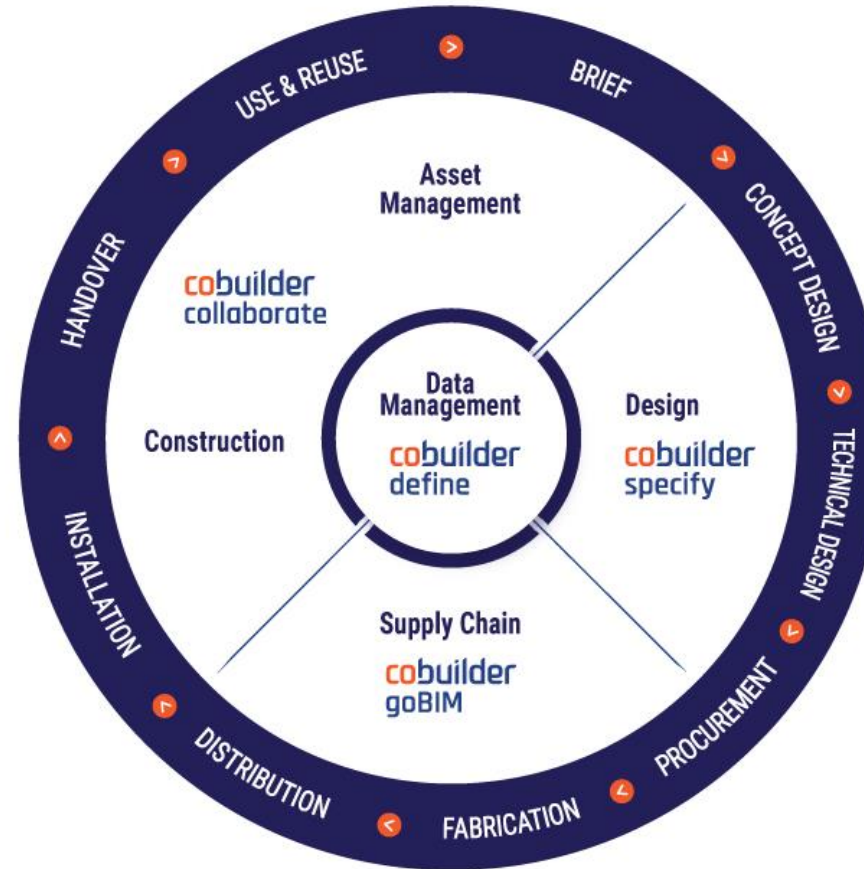 USE & REUSE
BRIEF
CONCEPT DESIGN
TECHNICAL DESIGN
PROCUREMENT
FABRICATION
DISTRIBUTION
INSTALLATION
HANDOVER
Asset
Management
cobuilder
collaborate
Construction
Data
Management
cobuilder
define
Design
cobuilder
specify
Supply Chain
cobuilder
goBIM